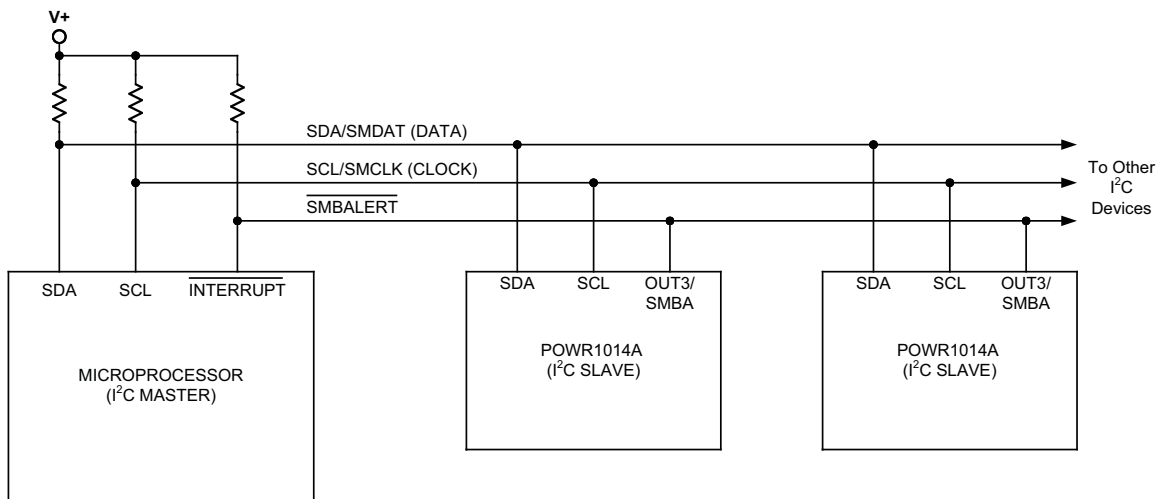 V+
SDA/SMDAT (DATA)
SCL/SMCLK (CLOCK)
SMBALERT
To Other
I²C
Devices
SDA SCL INTERRUPT
MICROPROCESSOR
(I²C MASTER)
SDA SCL OUT3/
SMBA
POWR1014A
(I²C SLAVE)
SDA SCL OUT3/
SMBA
POWR1014A
(I²C SLAVE)